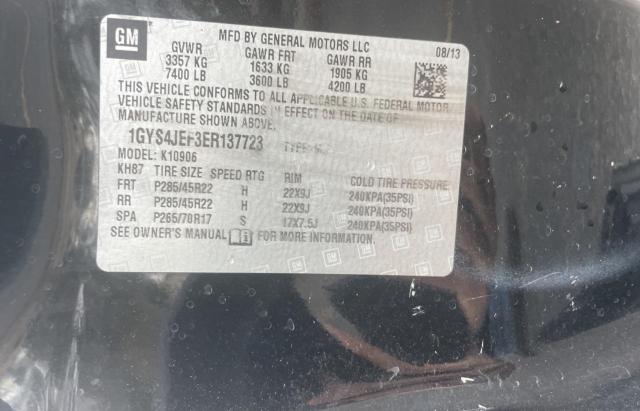 GM
MFD BY GENERAL MOTORS LLC
08/13
GVWR GAWR FRT GAWR RR
3357 KG 1633 KG 1905 KG
7400 LB 3600 LB 4200 LB
THIS VEHICLE CONFORMS TO ALL APPLICABLE U.S. FEDERAL MOTOR
VEHICLE SAFETY STANDARDS IN EFFECT ON THE DATE OF
MANUFACTURE SHOWN ABOVE.
1GYS4JEF3ER137723 TYPE:
MODEL: K10906
KH87 TIRE SIZE SPEED RTG RIM COLD TIRE PRESSURE
FRT P285/45R22 H 22X9J 240KPA(35PSI)
RR P285/45R22 H 22X9J 240KPA(35PSI)
SPA P265/70R17 S 17X7.5J 240KPA(35PSI)
SEE OWNER'S MANUAL FOR MORE INFORMATION.